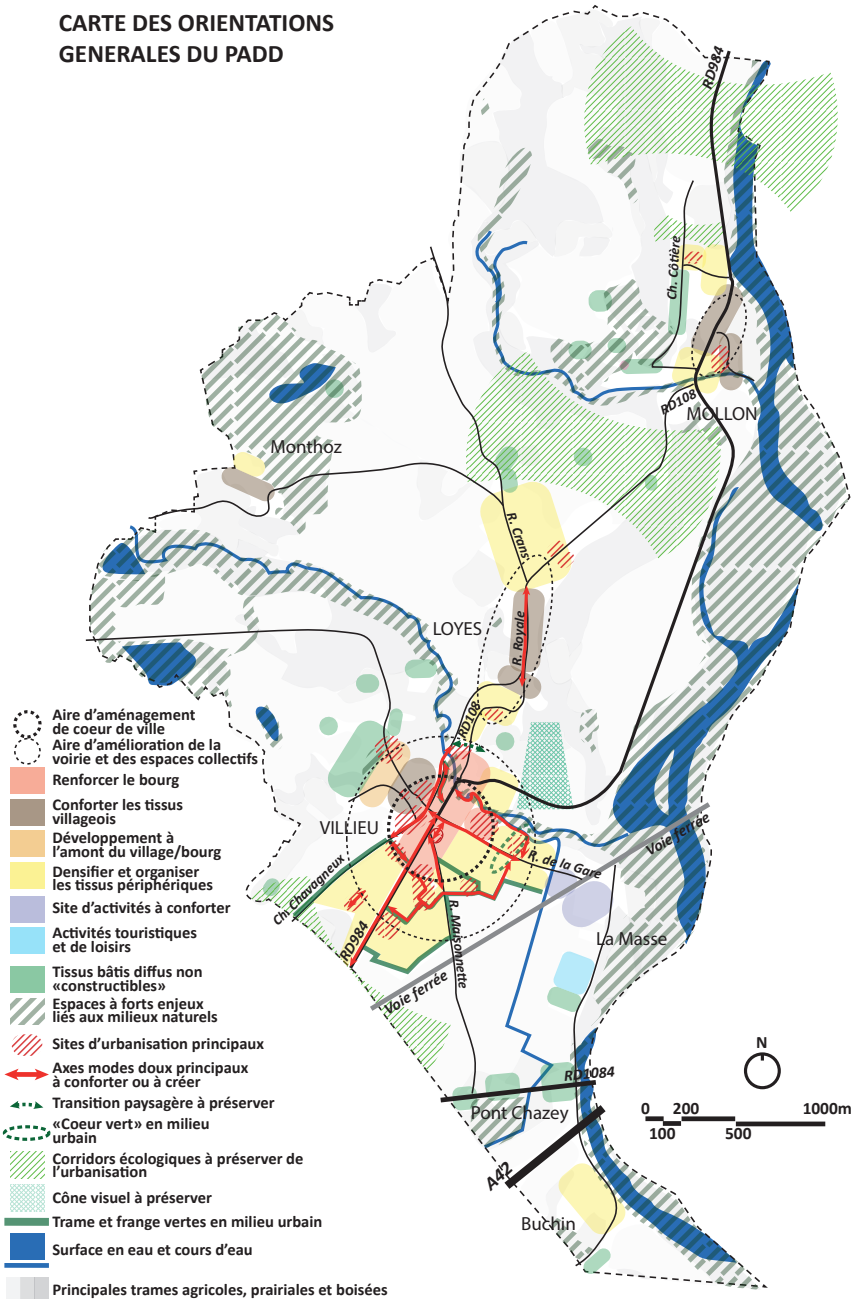 CARTE DES ORIENTATIONS
GENERALES DU PADD
RD984
Ch. Côtière
RD108
MOLLON
Monthoz
R. Crans
LOYES
R. Royale
RD108
VILLIEU
Ch. Chavagneux
R. de la Gare
Voie ferrée
RD984
R. Maisonnette
La Masse
Voie ferrée
RD1084
Pont Chazey
A42
Buchin
N
0 200 1000m
100 500
Aire d'aménagement
de coeur de ville
Aire d'amélioration de la
voirie et des espaces collectifs
Renforcer le bourg
Conforter les tissus
villageois
Développement à
l'amont du village/bourg
Densifier et organiser
les tissus périphériques
Site d'activités à conforter
Activités touristiques
et de loisirs
Tissus bâtis diffus non
«constructibles»
Espaces à forts enjeux
liés aux milieux naturels
Sites d'urbanisation principaux
Axes modes doux principaux
à conforter ou à créer
Transition paysagère à préserver
«Coeur vert» en milieu
urbain
Corridors écologiques à préserver de
l'urbanisation
Cône visuel à préserver
Trame et frange vertes en milieu urbain
Surface en eau et cours d'eau
Principales trames agricoles, prairiales et boisées